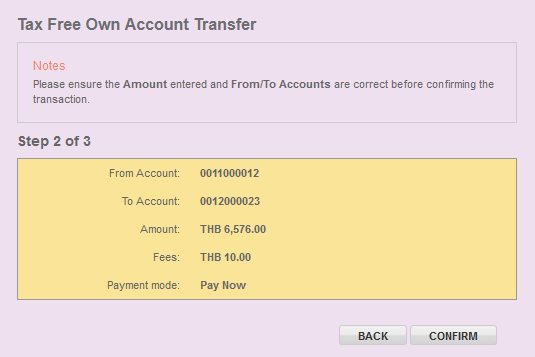 Tax Free Own Account Transfer
Notes
Please ensure the Amount entered and From/To Accounts are correct before confirming the
transaction.
Step 2 of 3
From Account: 0011000012
To Account: 0012000023
Amount: THB 6,576.00
Fees: THB 10.00
Payment mode: Pay Now
BACK CONFIRM